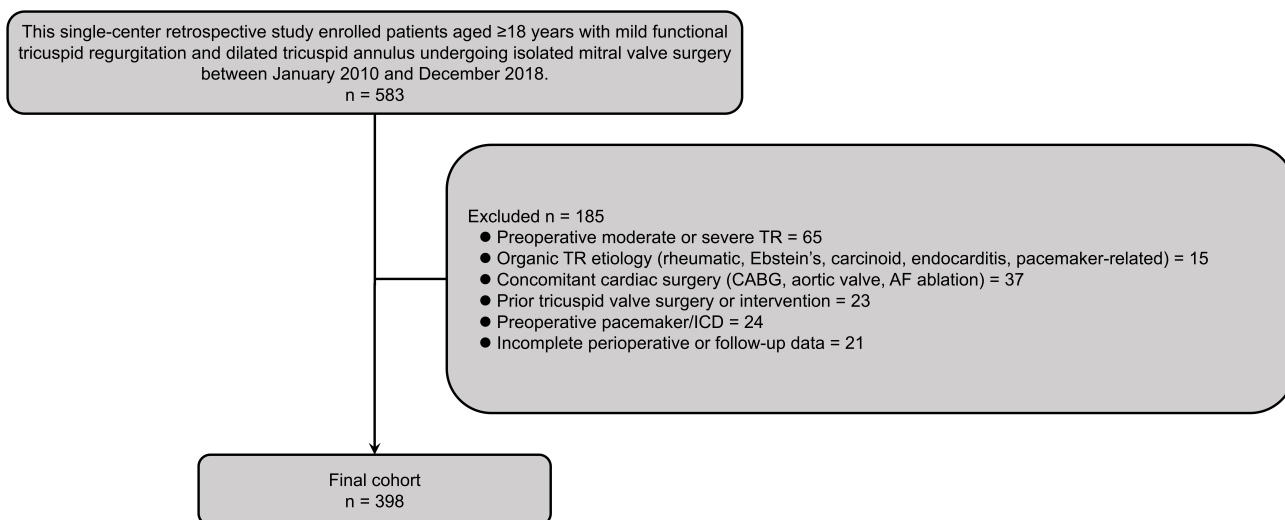 This single-center retrospective study enrolled patients aged ≥18 years with mild functional
tricuspid regurgitation and dilated tricuspid annulus undergoing isolated mitral valve surgery
between January 2010 and December 2018.
n = 583
Excluded n = 185
● Preoperative moderate or severe TR = 65
● Organic TR etiology (rheumatic, Ebstein’s, carcinoid, endocarditis, pacemaker-related) = 15
● Concomitant cardiac surgery (CABG, aortic valve, AF ablation) = 37
● Prior tricuspid valve surgery or intervention = 23
● Preoperative pacemaker/ICD = 24
● Incomplete perioperative or follow-up data = 21
Final cohort
n = 398